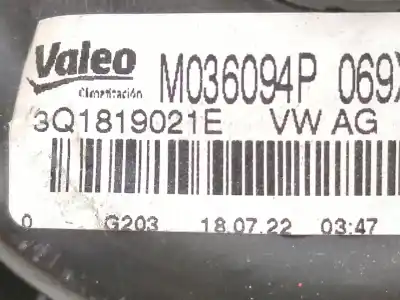 Valeo M036094P 069X
Climatización
3Q1819021E VW AG
0 - G203 18.07.22 03:47